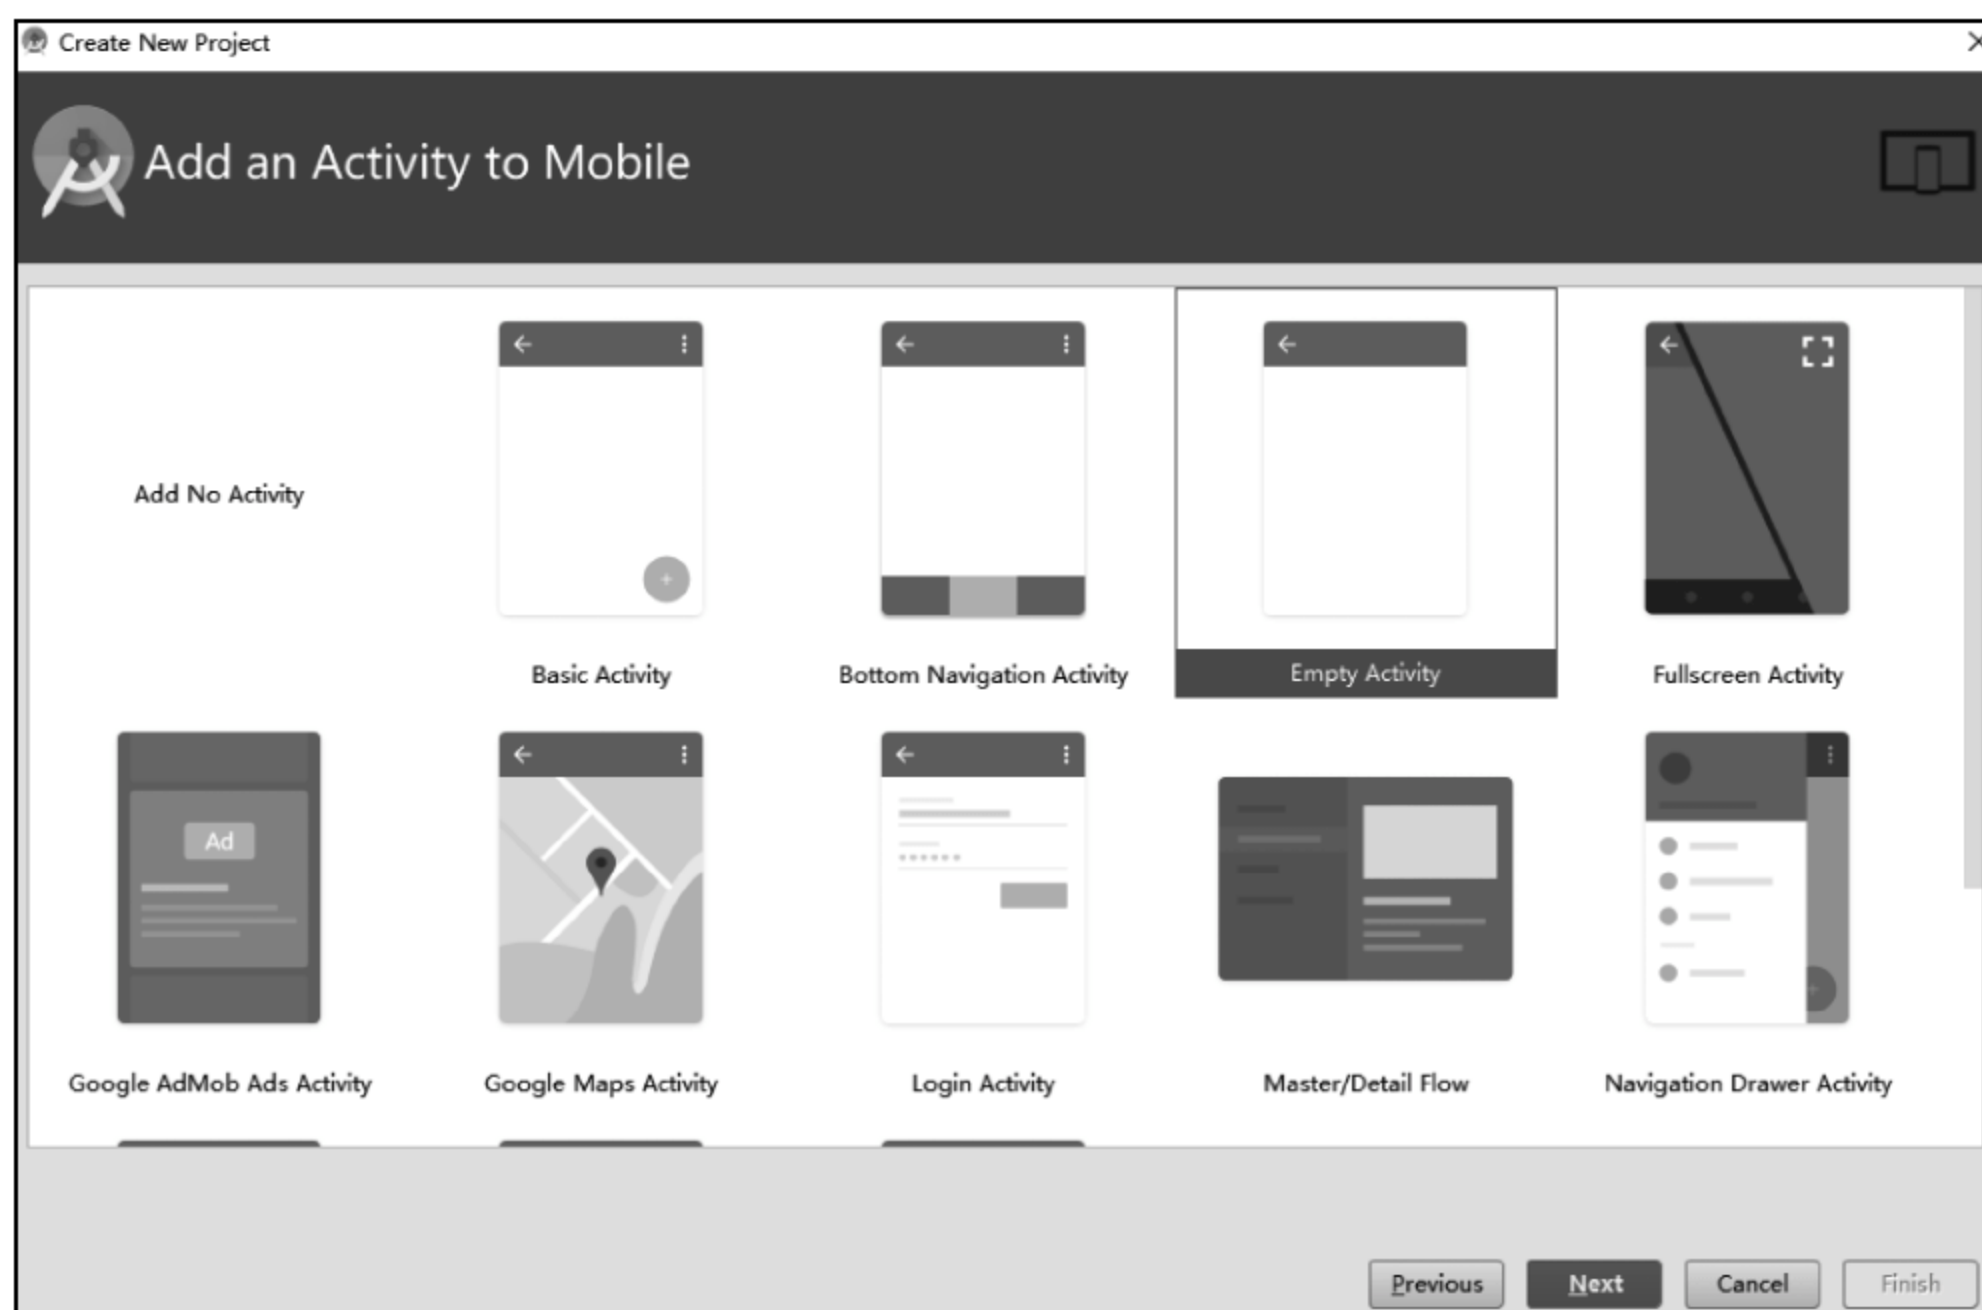 Create New Project
Add an Activity to Mobile
Add No Activity
Basic Activity
Bottom Navigation Activity
Empty Activity
Fullscreen Activity
Ad
Google AdMob Ads Activity
Google Maps Activity
Login Activity
Master/Detail Flow
Navigation Drawer Activity
Previous
Next
Cancel
Finish